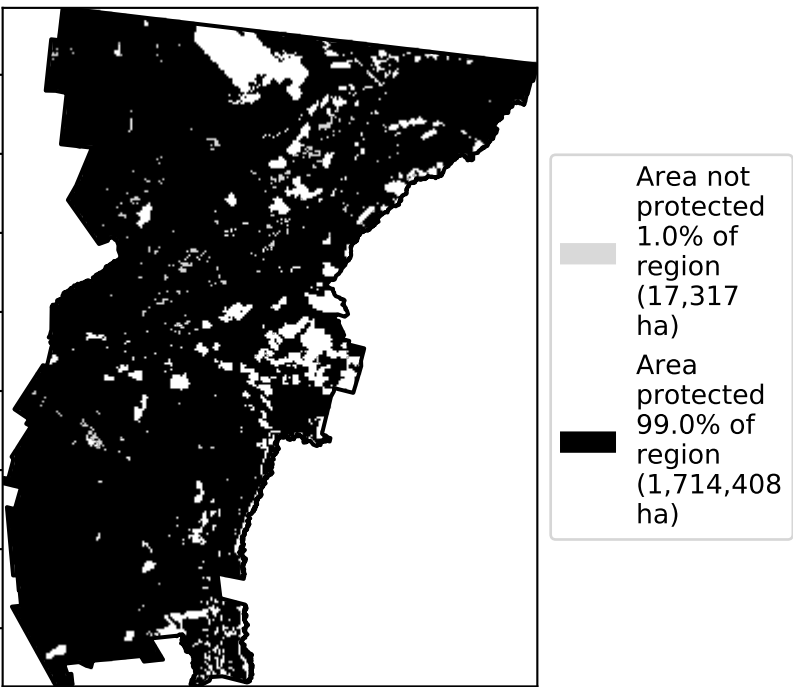 Area not
protected
1.0% of
region
(17,317
ha)
Area
protected
99.0% of
region
(1,714,408
ha)